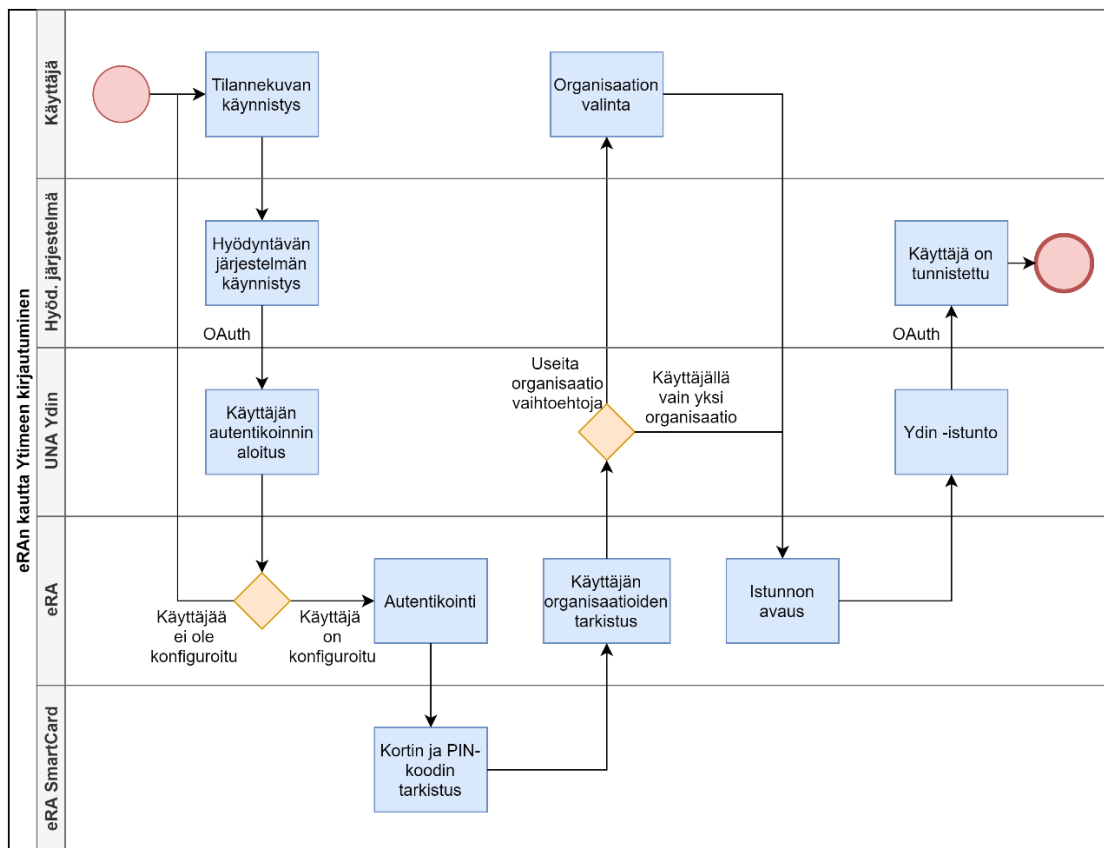 eRAn kautta Ytimeen kirjautuminen
Käyttäjä
Tilannekuvan
käynnistys
Organisaation
valinta
Hyöd. järjestelmä
Hyödyntävän
järjestelmän
käynnistys
Käyttäjä on
tunnistettu
OAuth
OAuth
UNA Ydin
Käyttäjän
autentikoinnin
aloitus
Useita
organisaatio
vaihtoehtoja
Käyttäjällä
vain yksi
organisaatio
Ydin -istunto
eRA
Käyttäjää
ei ole
konfiguroitu
Käyttäjä
on
konfiguroitu
Autentikointi
Käyttäjän
organisaatioiden
tarkistus
Istunnon
avaus
eRA SmartCard
Kortin ja PIN-
koodin
tarkistus